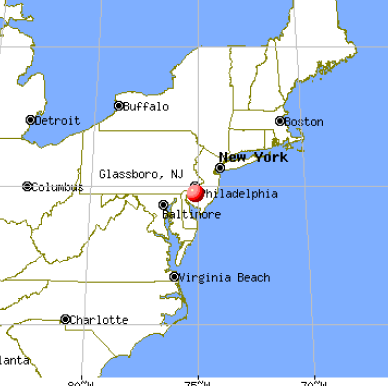 Buffalo
Detroit
Boston
New York
Glassboro, NJ
Columbus
Philadelphia
Baltimore
Virginia Beach
Charlotte
lanta
80°W
75°W
70°W